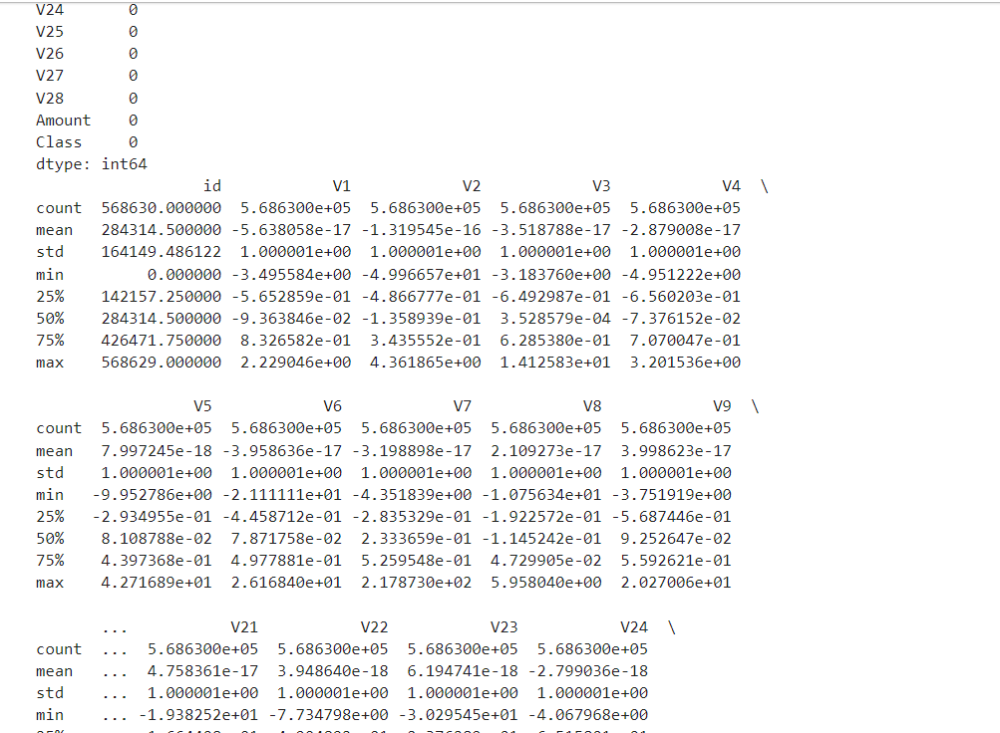 V24 0
V25 0
V26 0
V27 0
V28 0
Amount 0
Class 0
dtype: int64
id V1 V2 V3 V4 \
count 568630.000000 5.686300e+05 5.686300e+05 5.686300e+05 5.686300e+05
mean 284314.500000 -5.638058e-17 -1.319545e-16 -3.518788e-17 -2.879008e-17
std 164149.486122 1.000001e+00 1.000001e+00 1.000001e+00 1.000001e+00
min 0.000000 -3.495584e+00 -4.996657e+01 -3.183760e+00 -4.951222e+00
25% 142157.250000 -5.652859e-01 -4.866777e-01 -6.492987e-01 -6.560203e-01
50% 284314.500000 -9.363846e-02 -1.358939e-01 3.528579e-04 -7.376152e-02
75% 426471.750000 8.326582e-01 3.435552e-01 6.285380e-01 7.070047e-01
max 568629.000000 2.229046e+00 4.361865e+00 1.412583e+01 3.201536e+00
V5 V6 V7 V8 V9 \
count 5.686300e+05 5.686300e+05 5.686300e+05 5.686300e+05 5.686300e+05
mean 7.997245e-18 -3.958636e-17 -3.198898e-17 2.109273e-17 3.998623e-17
std 1.000001e+00 1.000001e+00 1.000001e+00 1.000001e+00 1.000001e+00
min -9.952786e+00 -2.111111e+01 -4.351839e+00 -1.075634e+01 -3.751919e+00
25% -2.934955e-01 -4.458712e-01 -2.835329e-01 -1.922572e-01 -5.687446e-01
50% 8.108788e-02 7.871758e-02 2.333659e-01 -1.145242e-01 9.252647e-02
75% 4.397368e-01 4.977881e-01 5.259548e-01 4.729905e-02 5.592621e-01
max 4.271689e+01 2.616840e+01 2.178730e+02 5.958040e+00 2.027006e+01
... V21 V22 V23 V24 \
count ... 5.686300e+05 5.686300e+05 5.686300e+05 5.686300e+05
mean ... 4.758361e-17 3.948640e-18 6.194741e-18 -2.799036e-18
std ... 1.000001e+00 1.000001e+00 1.000001e+00 1.000001e+00
min ... -1.938252e+01 -7.734798e+00 -3.029545e+01 -4.067968e+00